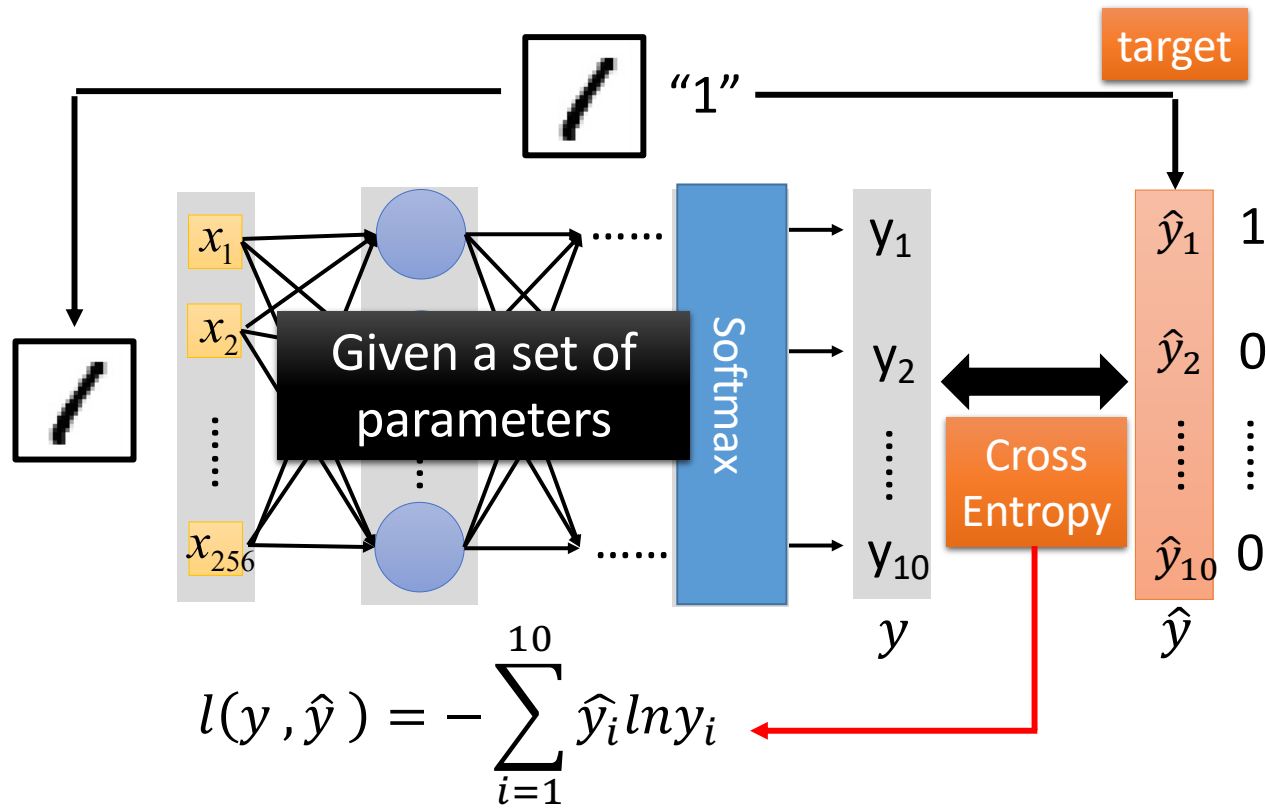 target
“1”
x₁
x₂
⋮
x₂₅₆
……
……
Given a set of
parameters
Softmax
y₁
y₂
⋮
y₁₀
y
Cross
Entropy
ŷ₁ 1
ŷ₂ 0
⋮ ⋮
ŷ₁₀ 0
ŷ
l(y , ŷ ) = − ∑_{i=1}^{10} ŷᵢ lnyᵢ